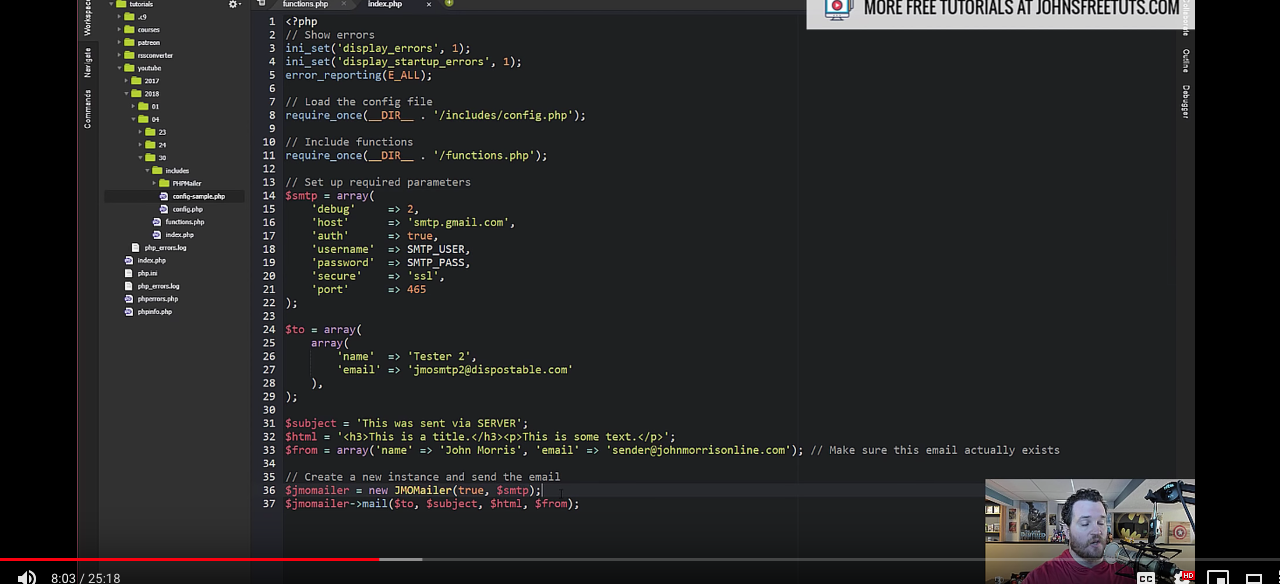 Workspace
Navigate
Commands
tutorials
.c9
courses
patreon
rssconverter
youtube
2017
2018
01
04
23
24
30
includes
PHPMailer
config-sample.php
config.php
functions.php
index.php
php_errors.log
index.php
php.ini
php_errors.log
phperrors.php
phpinfo.php
functions.php
index.php
MORE FREE TUTORIALS AT JOHNSFREETUTS.COM
1 <?php
2 // Show errors
3 ini_set('display_errors', 1);
4 ini_set('display_startup_errors', 1);
5 error_reporting(E_ALL);
6
7 // Load the config file
8 require_once(__DIR__ . '/includes/config.php');
9
10 // Include functions
11 require_once(__DIR__ . '/functions.php');
12
13 // Set up required parameters
14 $smtp = array(
15 'debug' => 2,
16 'host' => 'smtp.gmail.com',
17 'auth' => true,
18 'username' => SMTP_USER,
19 'password' => SMTP_PASS,
20 'secure' => 'ssl',
21 'port' => 465
22 );
23
24 $to = array(
25 array(
26 'name' => 'Tester 2',
27 'email' => 'jmosmtp2@dispostable.com'
28 ),
29 );
30
31 $subject = 'This was sent via SERVER';
32 $html = '<h3>This is a title.</h3><p>This is some text.</p>';
33 $from = array('name' => 'John Morris', 'email' => 'sender@johnmorrisonline.com'); // Make sure this email actually exists
34
35 // Create a new instance and send the email
36 $jmomailer = new JMOMailer(true, $smtp);
37 $jmomailer->mail($to, $subject, $html, $from);
Outline
Debugger
8:03 / 25:18
CC
HD